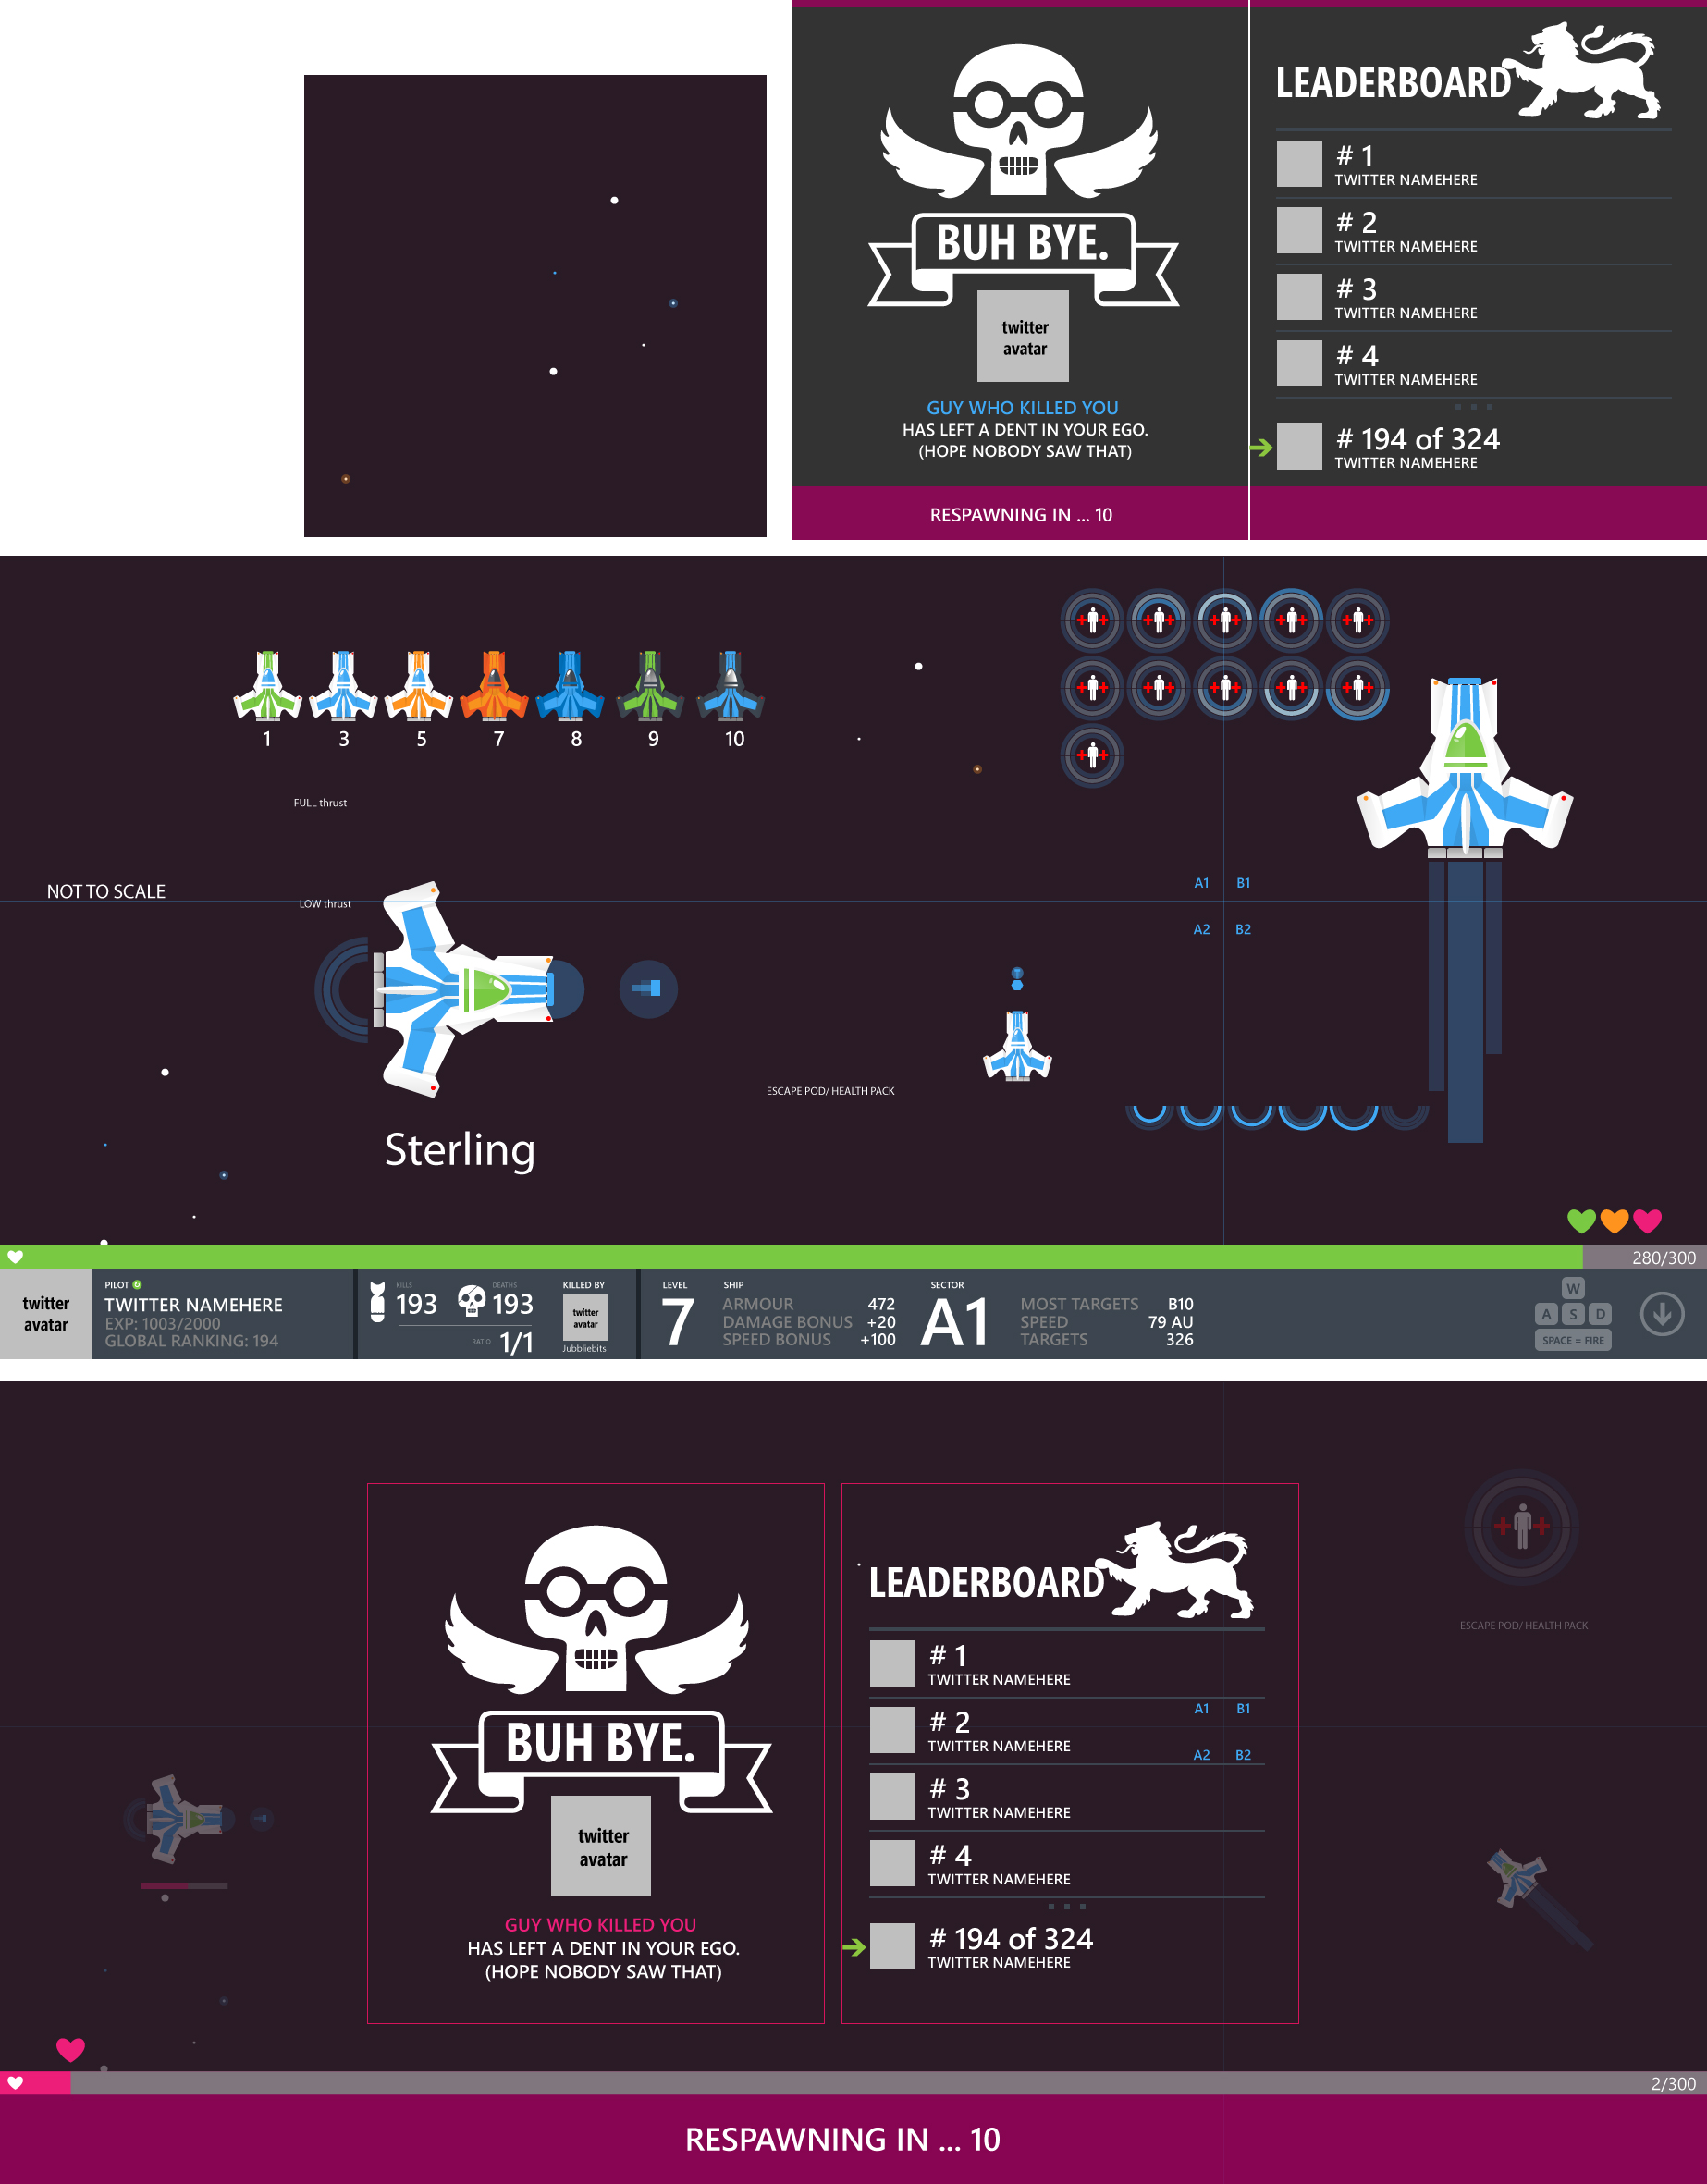 BUH BYE.
twitter
avatar
GUY WHO KILLED YOU
HAS LEFT A DENT IN YOUR EGO.
(HOPE NOBODY SAW THAT)
RESPAWNING IN ... 10
LEADERBOARD
# 1
TWITTER NAMEHERE
# 2
TWITTER NAMEHERE
# 3
TWITTER NAMEHERE
# 4
TWITTER NAMEHERE
# 194 of 324
TWITTER NAMEHERE
1 3 5 7 8 9 10
FULL thrust
NOT TO SCALE
LOW thrust
A1 B1
A2 B2
ESCAPE POD/ HEALTH PACK
Sterling
280/300
twitter
avatar
PILOT
TWITTER NAMEHERE
EXP: 1003/2000
GLOBAL RANKING: 194
KILLS
193
DEATHS
193
RATIO 1/1
KILLED BY
twitter
avatar
Jubbliebits
LEVEL
7
SHIP
ARMOUR 472
DAMAGE BONUS +20
SPEED BONUS +100
SECTOR
A1
MOST TARGETS B10
SPEED 79 AU
TARGETS 326
W
A S D
SPACE = FIRE
BUH BYE.
twitter
avatar
GUY WHO KILLED YOU
HAS LEFT A DENT IN YOUR EGO.
(HOPE NOBODY SAW THAT)
LEADERBOARD
# 1
TWITTER NAMEHERE
# 2
TWITTER NAMEHERE
# 3
TWITTER NAMEHERE
# 4
TWITTER NAMEHERE
# 194 of 324
TWITTER NAMEHERE
A1 B1
A2 B2
ESCAPE POD/ HEALTH PACK
2/300
RESPAWNING IN ... 10